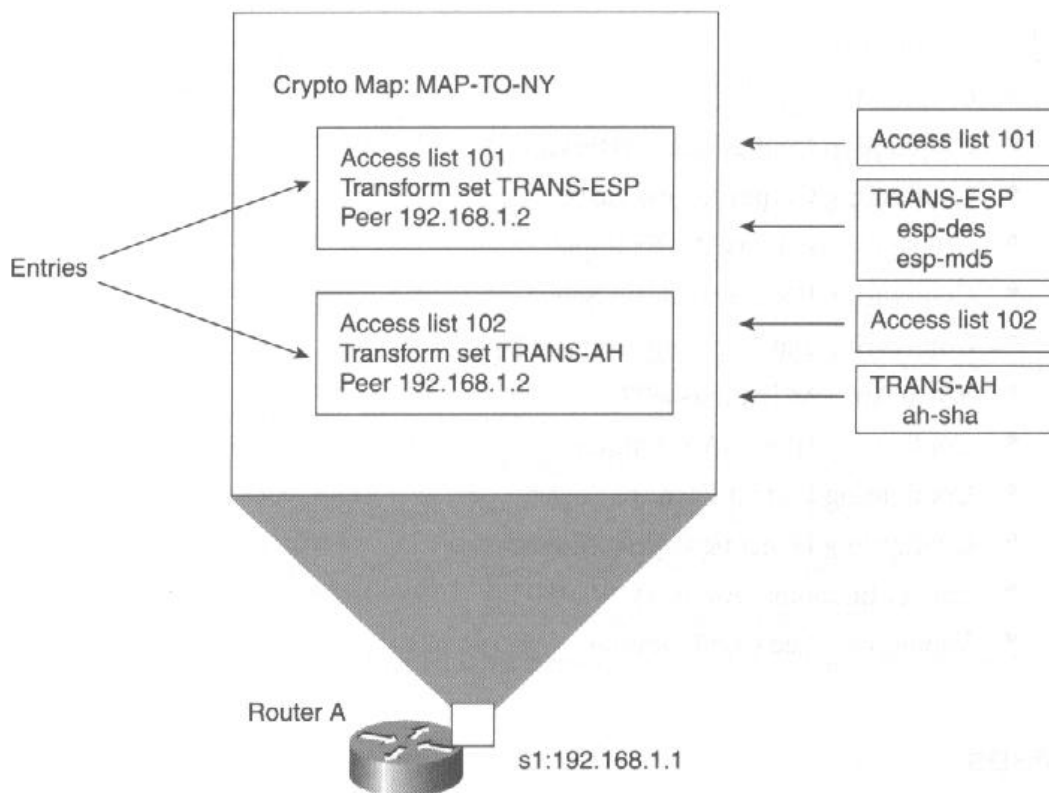 Crypto Map: MAP-TO-NY
Access list 101
Transform set TRANS-ESP
Peer 192.168.1.2
Entries
Access list 102
Transform set TRANS-AH
Peer 192.168.1.2
Access list 101
TRANS-ESP
esp-des
esp-md5
Access list 102
TRANS-AH
ah-sha
Router A
s1:192.168.1.1